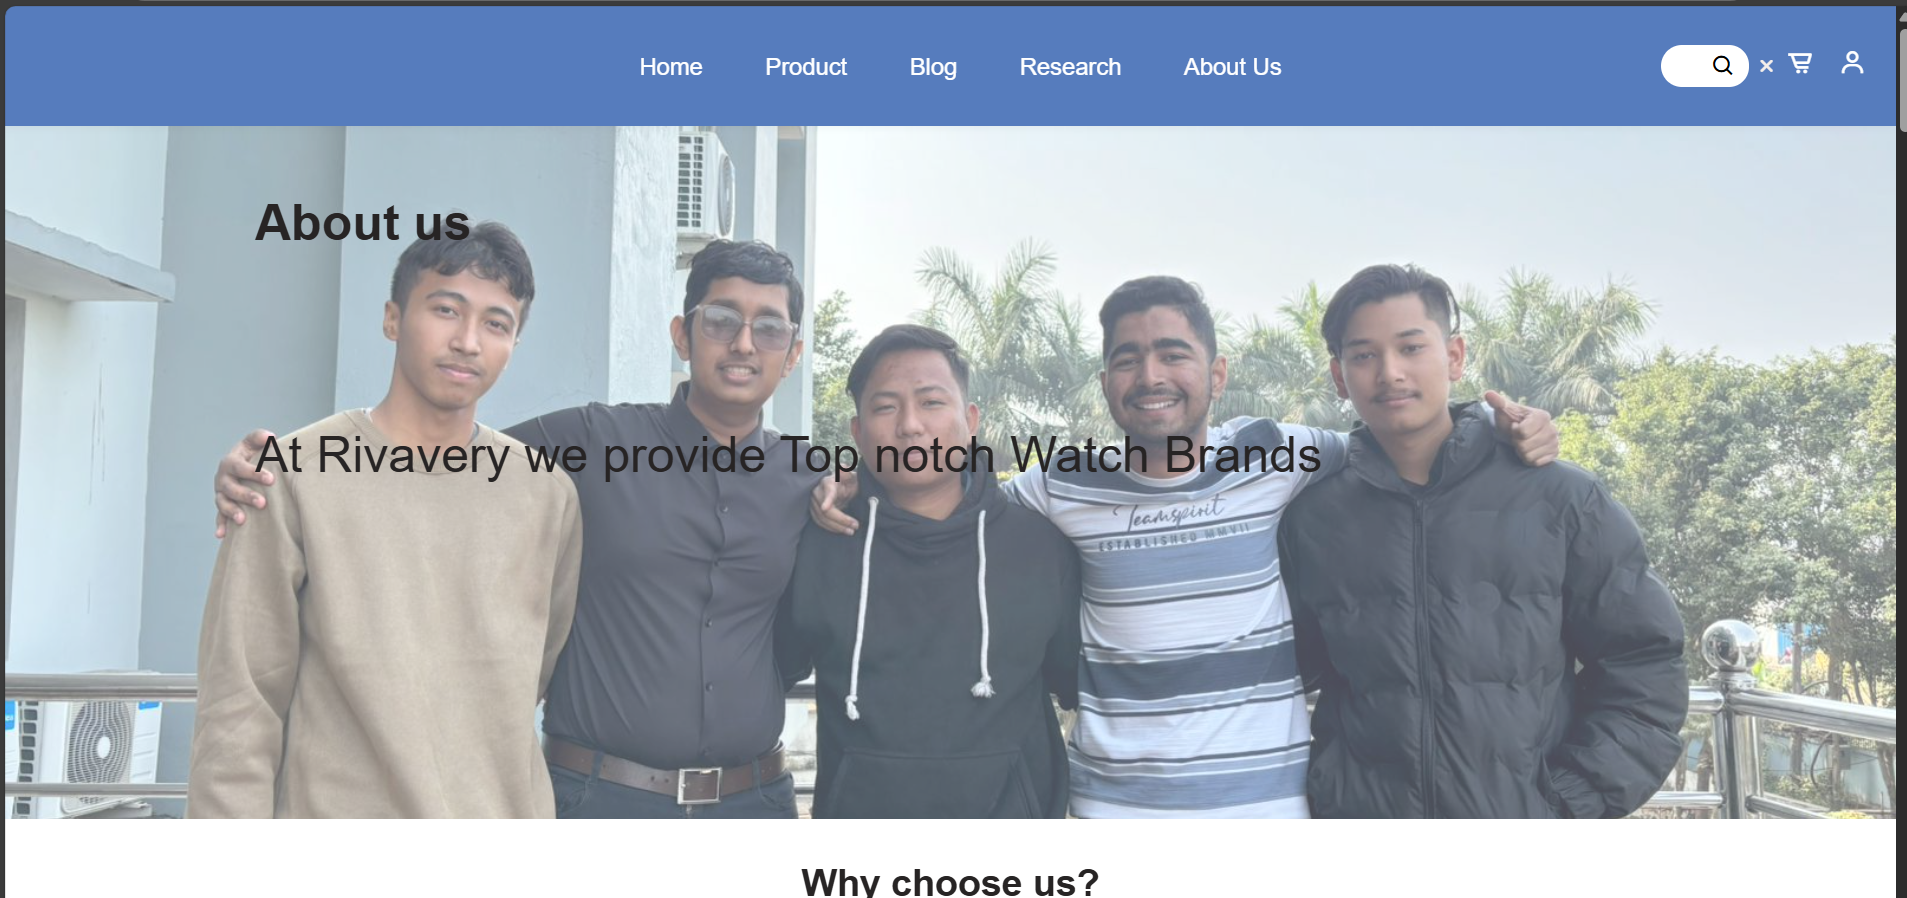 Home Product Blog Research About Us
About us
At Rivavery we provide Top notch Watch Brands
Teamspirit
ESTABLISHED MMVII
Why choose us?